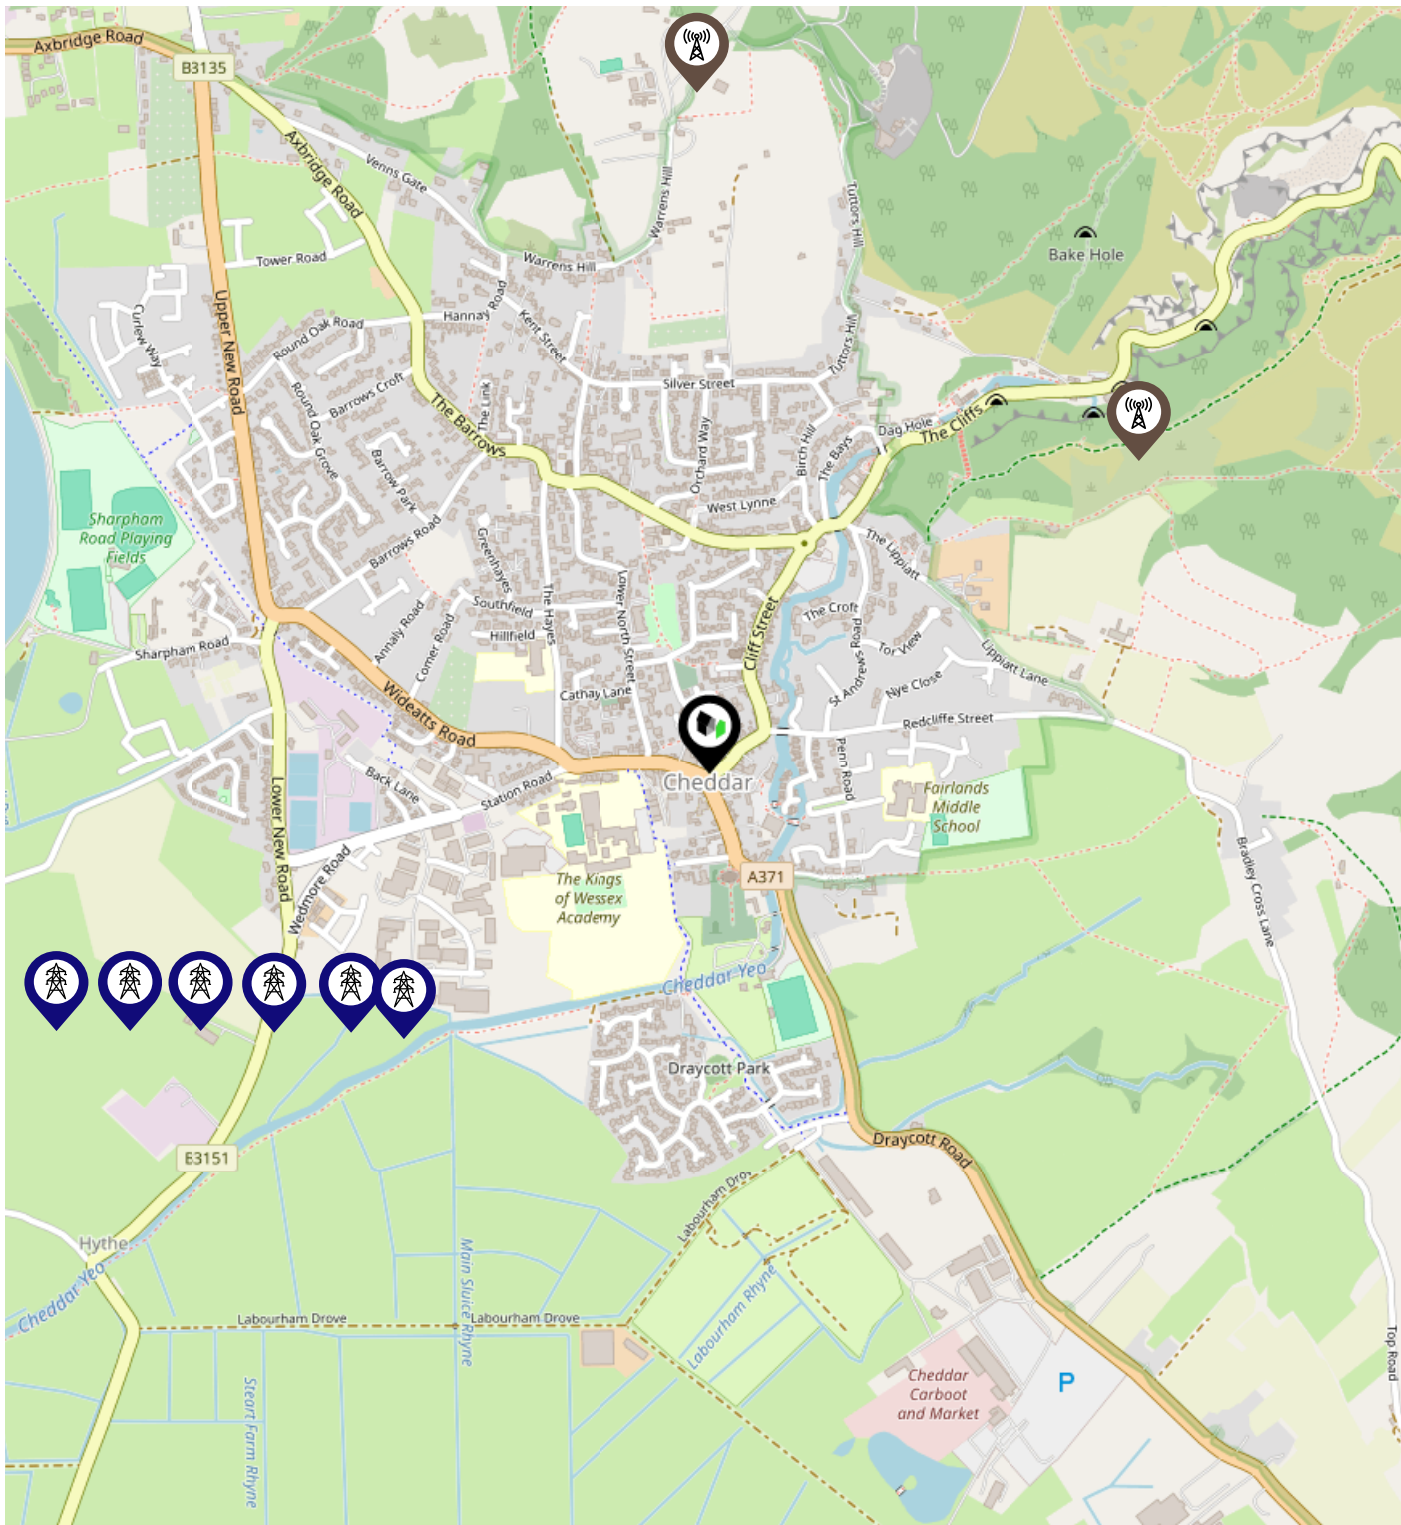 Axbridge Road
B3135
Axbridge Road
Venns Gate
Warrens Hill
Tuttors Hill
Bake Hole
Tower Road
Warrens Hill
Curlew Way
Upper New Road
Hannay Road
Round Oak Road
Kent Street
Tuttors Hill
Silver Street
Barrows Croft
The Link
Round Oak Grove
The Barrows
Orchard Way
Birch Hill
The Bays
Dag Hole
The Cliffs
Barrow Park
West Lynne
Sharpham
Road Playing
Fields
Barrows Road
Greenhayes
The Lippiatt
The Hayes
Lower North Street
Southfield
Hillfield
Annaly Road
Corner Road
Cliff Street
The Croft
St Andrews Road
Tor View
Sharpham Road
Lippiatt Lane
Nye Close
Cathay Lane
Wideatts Road
Redcliffe Street
Penn Road
Cheddar
Back Lane
Station Road
Lower New Road
Fairlands
Middle
School
Wedmore Road
The Kings
of Wessex
Academy
A371
Bradley Cross Lane
Cheddar Yeo
Draycott Park
Draycott Road
E3151
Labourham Drov
Hythe
Cheddar Yeo
Main Sluice Rhyne
Labourham Rhyne
Labourham Drove
Labourham Drove
Top Road
Steart Farm Rhyne
Cheddar
Carboot
and Market
P